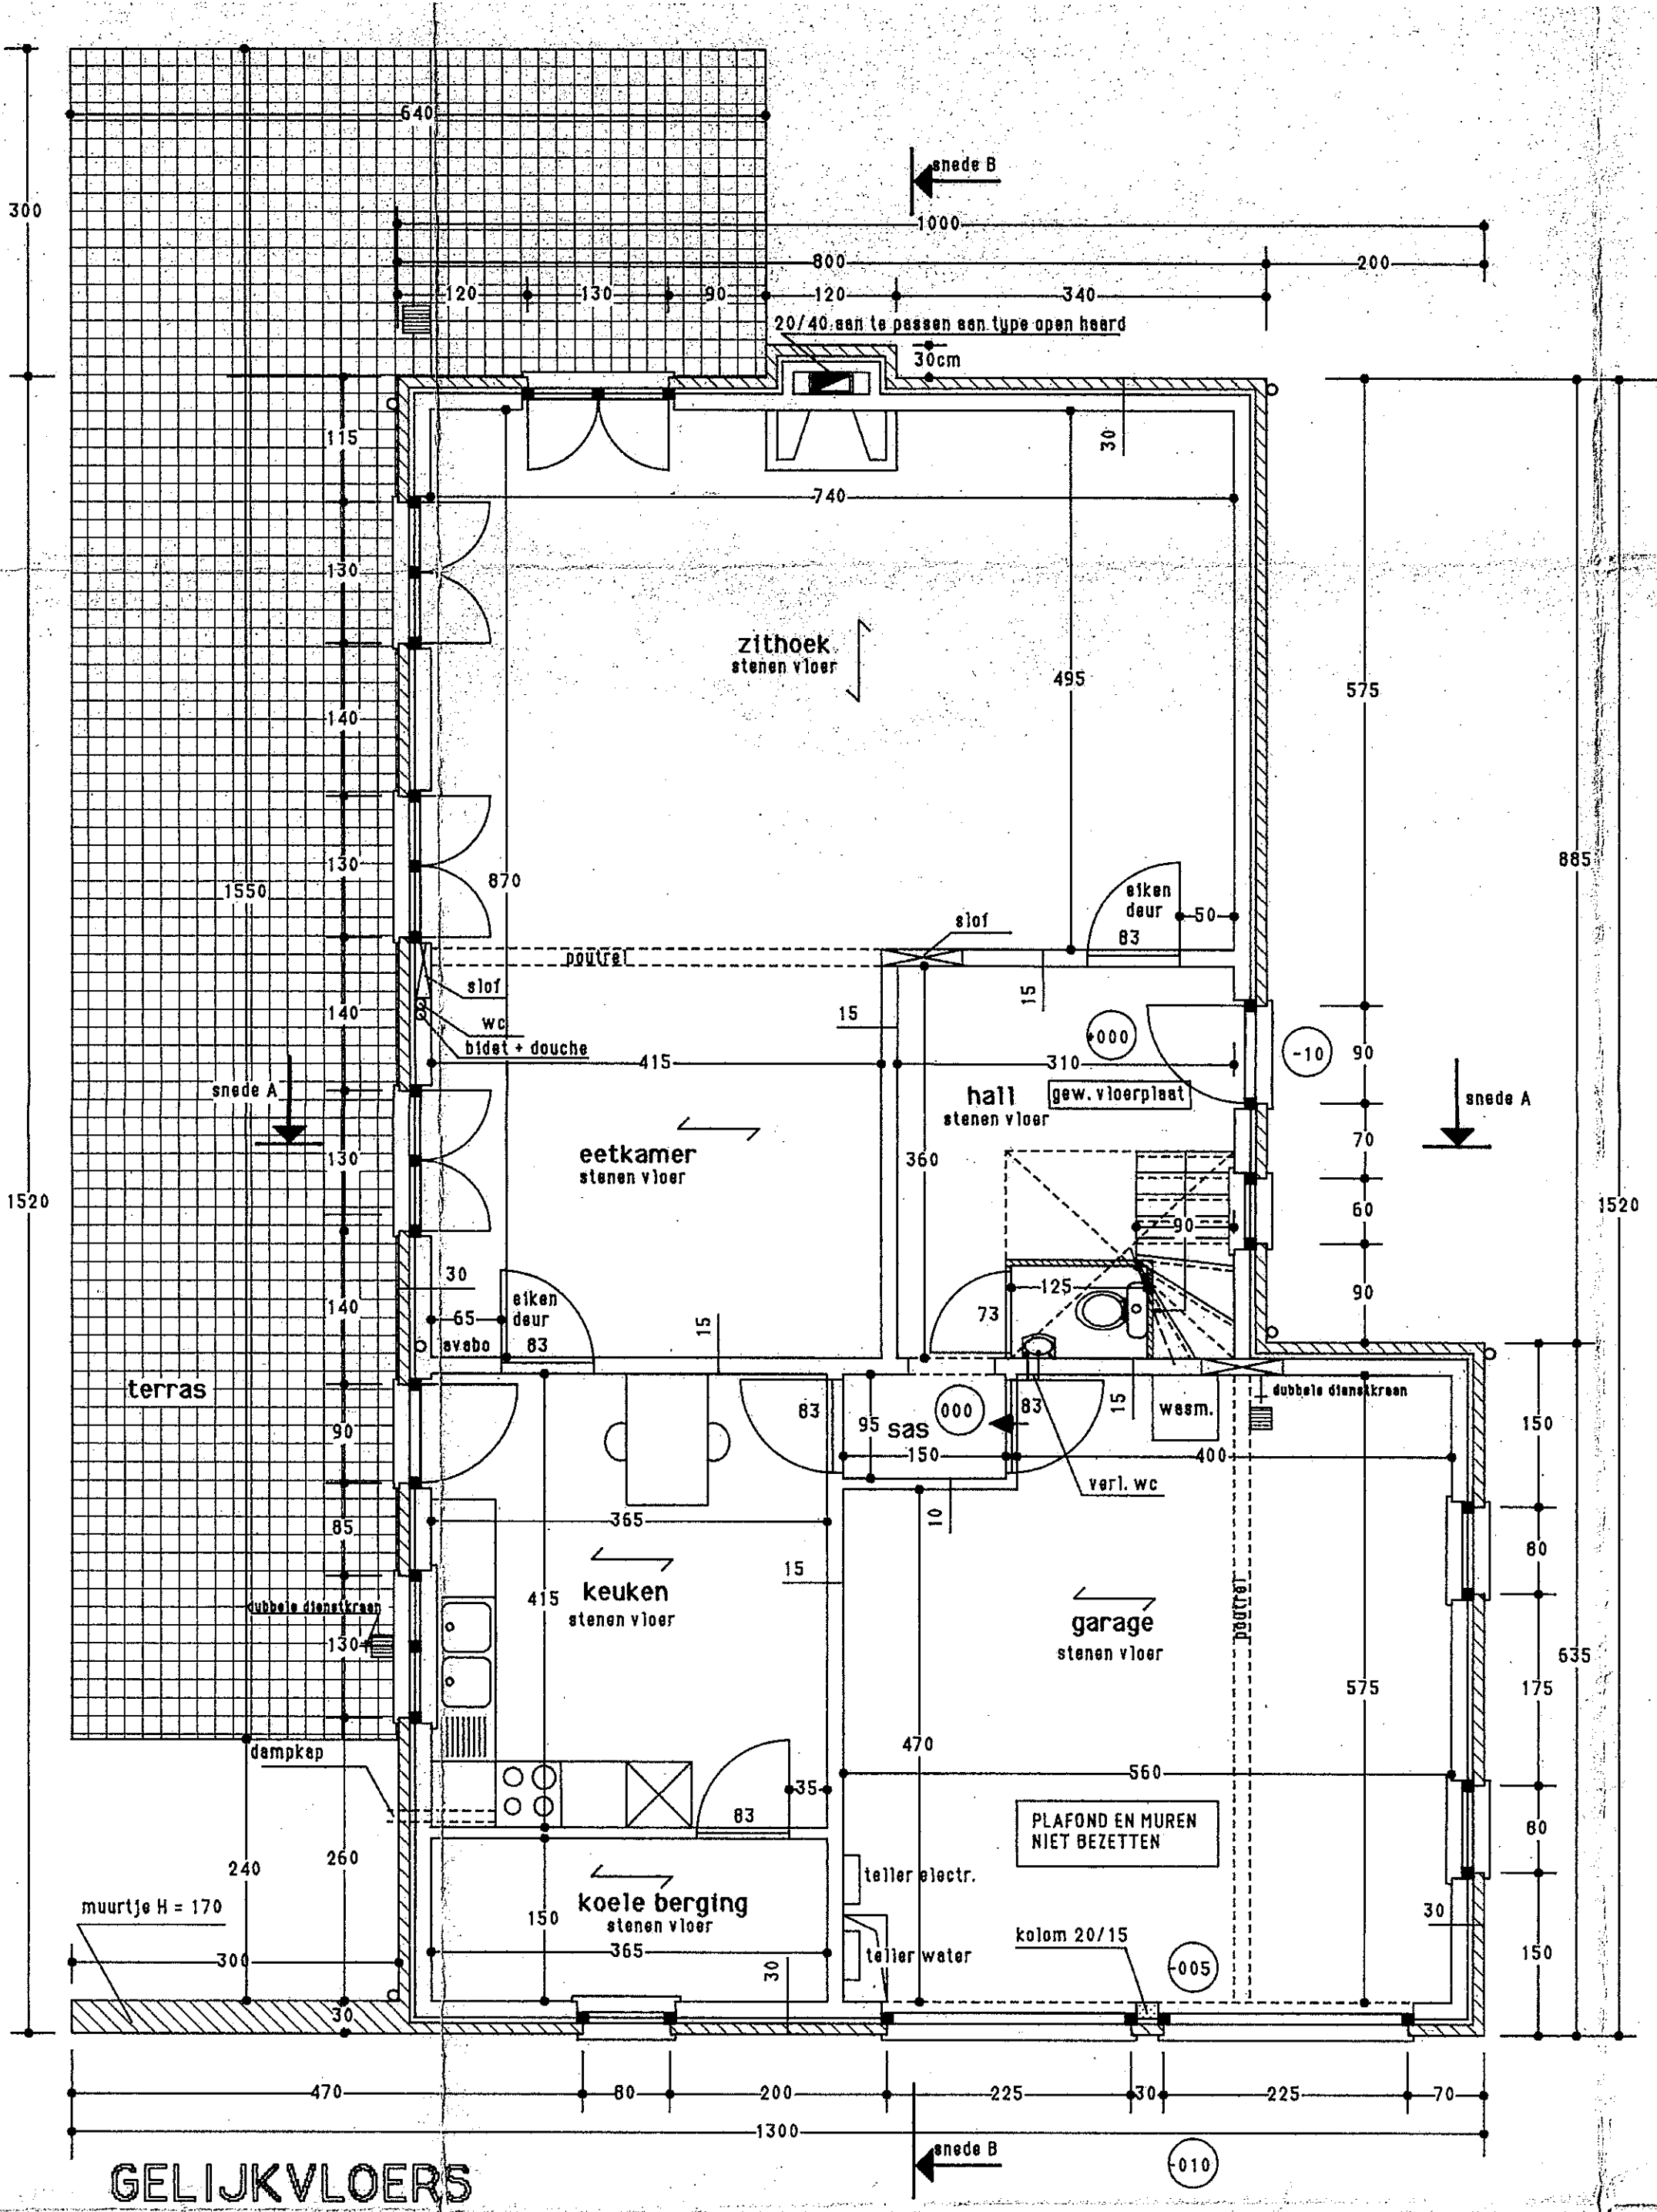 640
snede B
300
1000
800
200
120
130
90
120
340
20/40 aan te passen aan type open haard
30cm
115
30
740
130
zithoek
stenen vloer
495
575
140
130
870
885
1550
eiken
deur
50
83
slof
poutrel
slof
15
140
15
wc
bidet + douche
+000
-10
90
415
310
snede A
hall
gew. vloerplaat
stenen vloer
snede A
70
130
eetkamer
stenen vloer
360
1520
60
1520
90
30
140
125
90
eiken
deur
65
73
15
avabo
83
terras
dubbele dienstkraan
83
95
000
83
15
wasm.
150
90
sas
150
400
verl. wc
10
85
365
15
80
415
keuken
stenen vloer
poutrel
garage
stenen vloer
dubbele dienstkraan
130
635
575
175
470
dampkap
560
35
83
PLAFOND EN MUREN
NIET BEZETTEN
80
240
260
teller electr.
muurtje H = 170
koele berging
stenen vloer
150
30
kolom 20/15
150
300
365
30
teller water
-005
30
470
80
200
225
30
225
70
1300
snede B
-010
GELIJKVLOERS